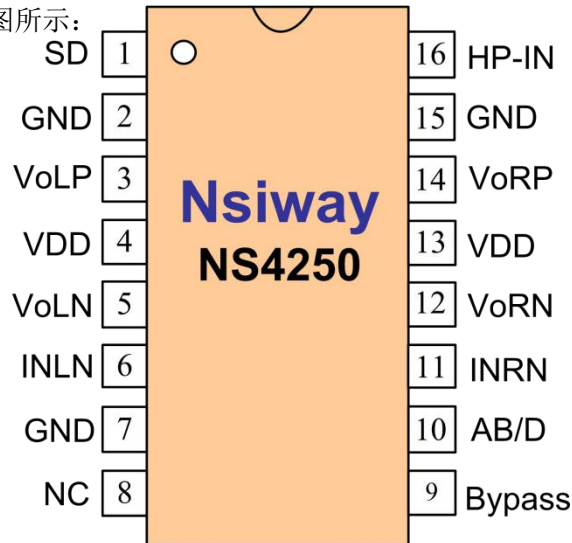 图所示：
SD 1 16 HP-IN
GND 2 15 GND
VoLP 3 14 VoRP
Nsiway
VDD 4 13 VDD
NS4250
VoLN 5 12 VoRN
INLN 6 11 INRN
GND 7 10 AB/D
NC 8 9 Bypass